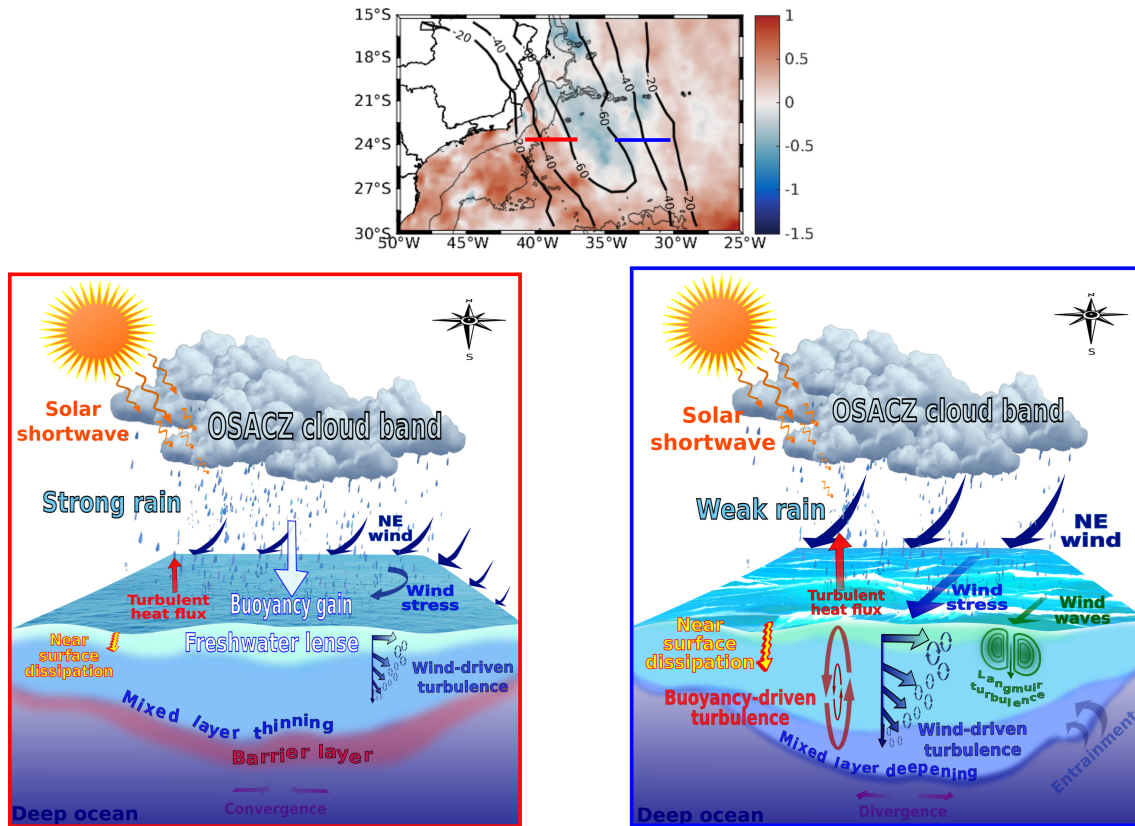 15°S
18°S
21°S
24°S
27°S
30°S
50°W
45°W
40°W
35°W
30°W
25°W
1
0.5
0
-0.5
-1
-1.5
-20
-40
-60
-40
-20
-60
20
-40
-60
-40
-20
N
S
Solar
shortwave
OSACZ cloud band
Strong rain
NE
wind
Turbulent
heat flux
Buoyancy gain
Wind
stress
Near
surface
dissipation
Freshwater lense
Wind-driven
turbulence
Mixed layer thinning
Barrier layer
Convergence
Deep ocean
S
Solar
shortwave
OSACZ cloud band
Weak rain
NE
wind
Turbulent
heat flux
Wind
stress
Wind
waves
Near
surface
dissipation
Langmuir
turbulence
Buoyancy-driven
turbulence
Wind-driven
turbulence
Mixed layer deepening
Entrainment
Divergence
Deep ocean